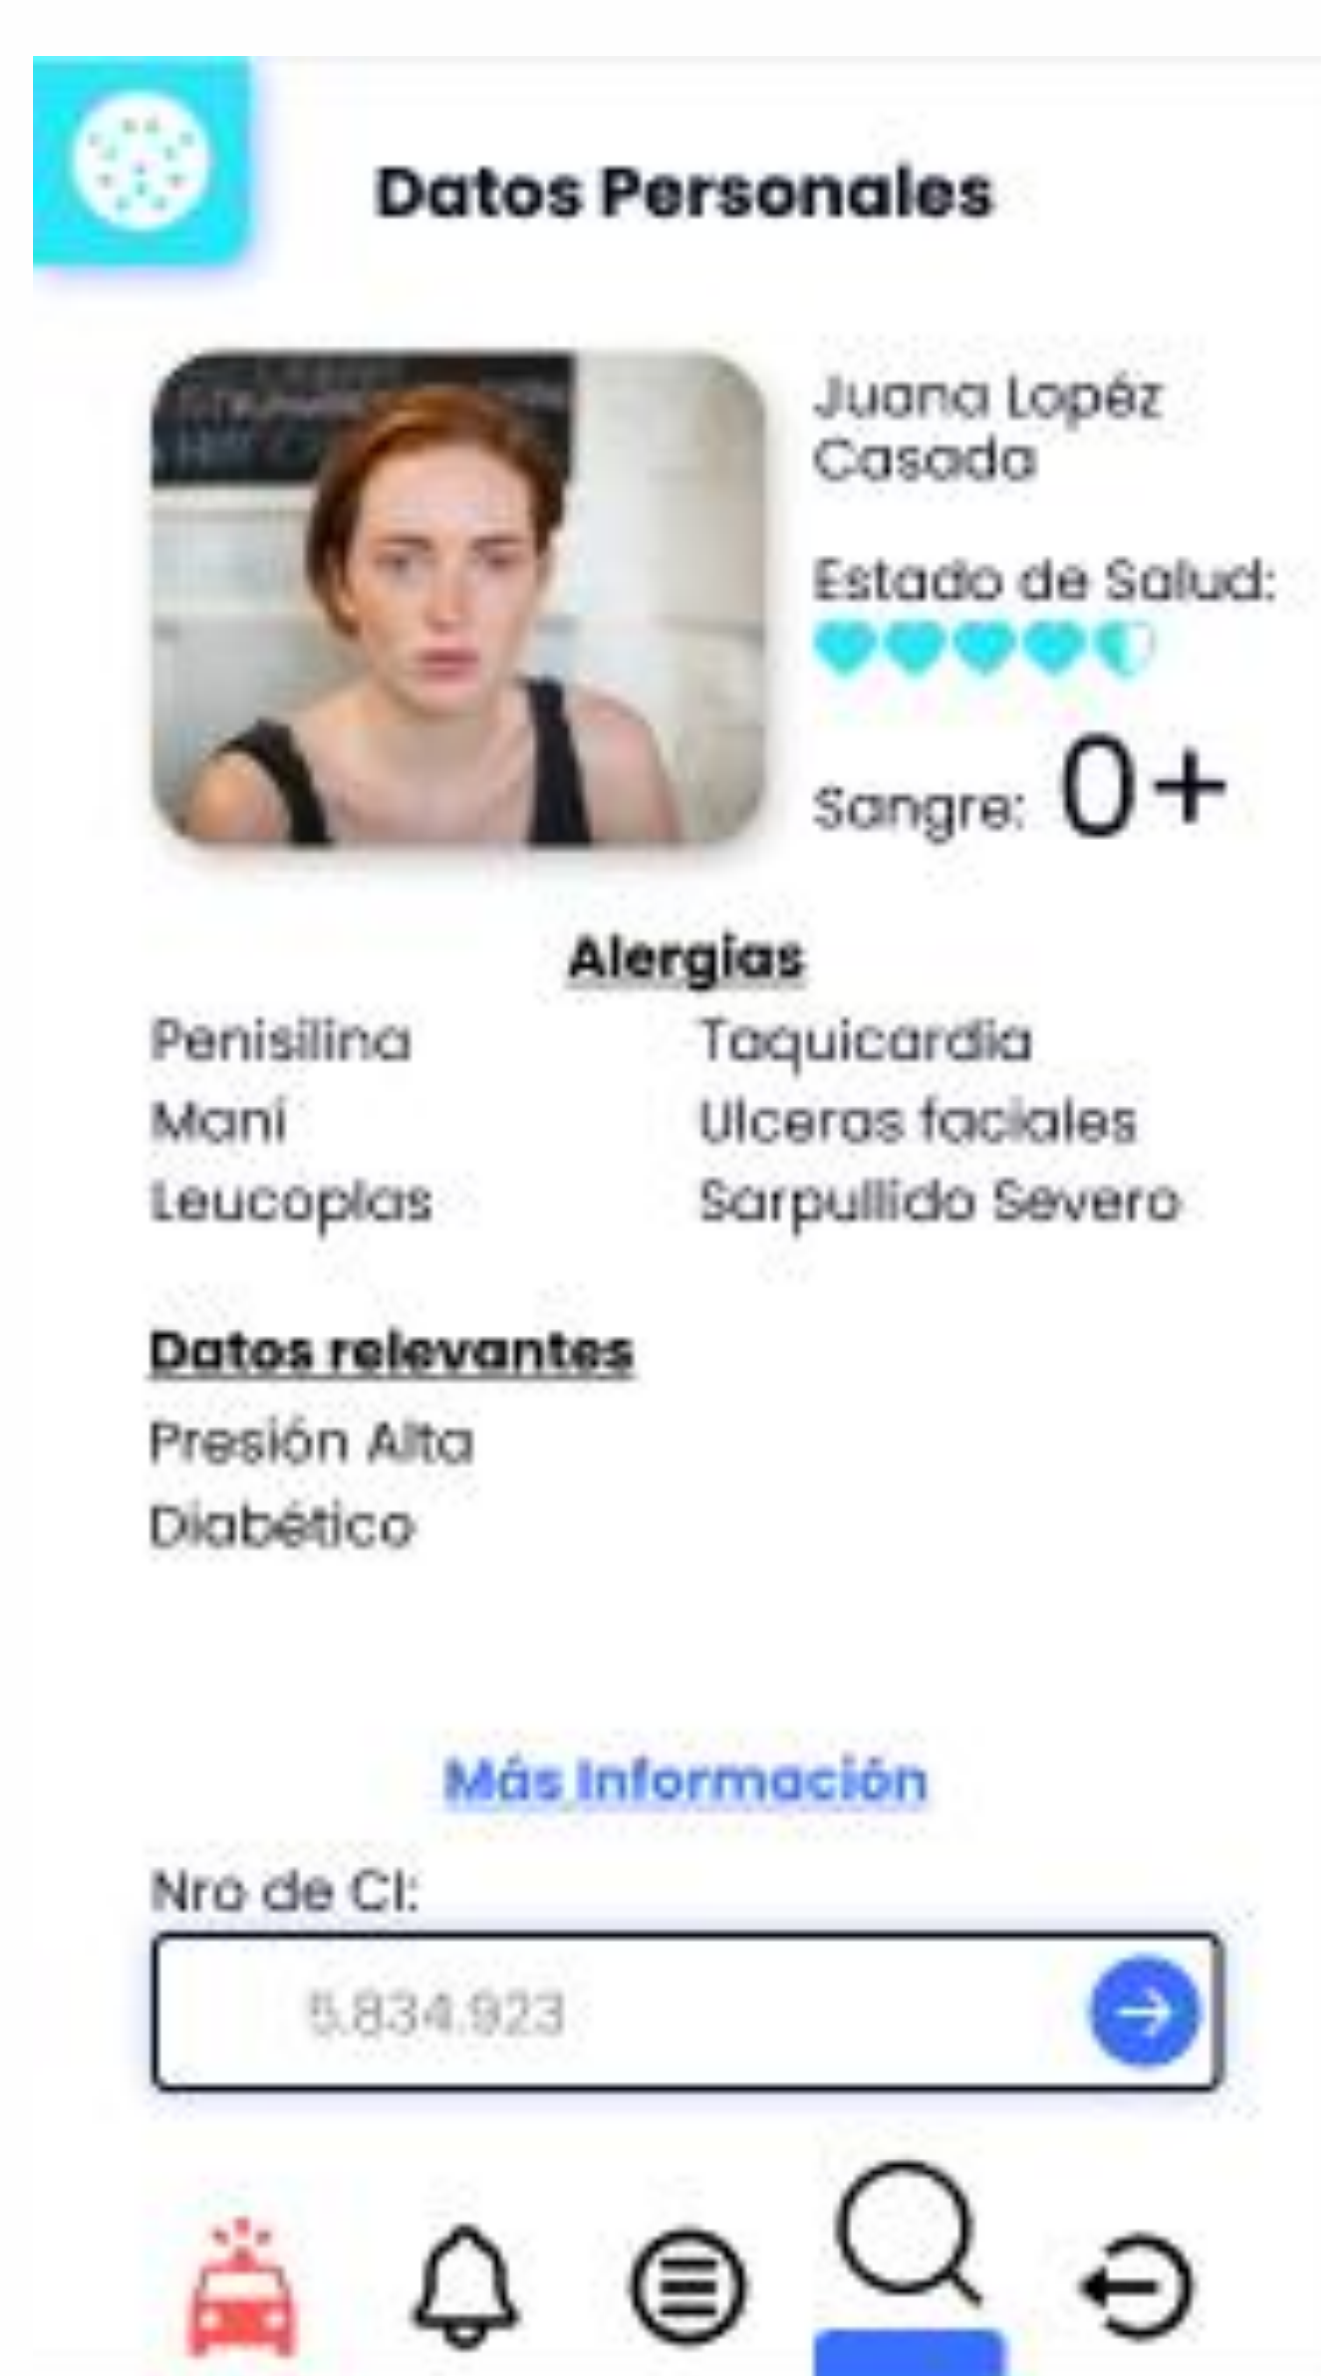 Datos Personales
Juana Lopéz
Casada
Estado de Salud:
Sangre: 0+
Alergias
Penisilina Taquicardia
Maní Ulceras faciales
Leucoplas Sarpullido Severo
Datos relevantes
Presión Alta
Diabético
Más Información
Nro de CI:
5.834.923